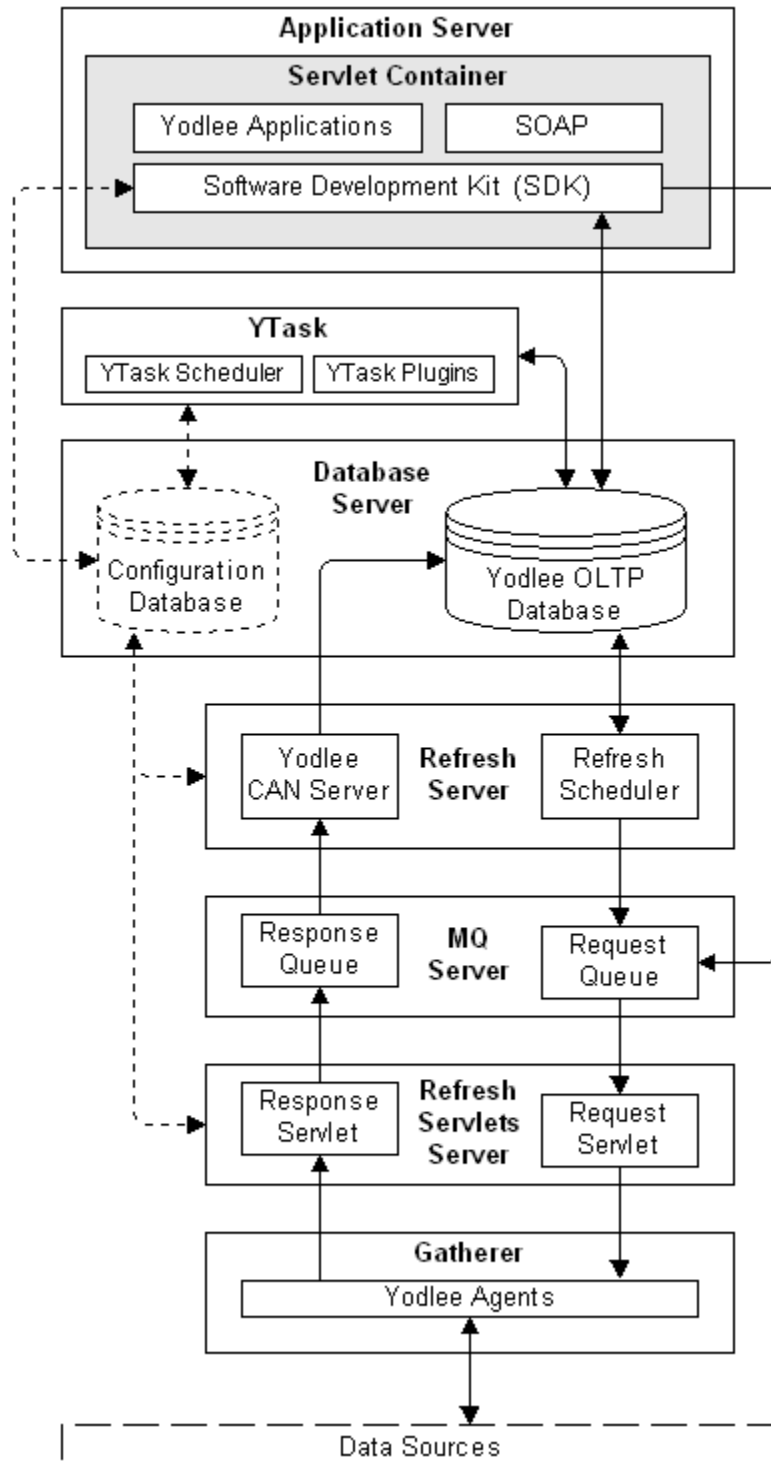 Application Server
Servlet Container
Yodlee Applications
SOAP
Software Development Kit (SDK)
YTask
YTask Scheduler
YTask Plugins
Database
Server
Configuration
Database
Yodlee OLTP
Database
Yodlee
CAN Server
Refresh
Server
Refresh
Scheduler
Response
Queue
MQ
Server
Request
Queue
Response
Servlet
Refresh
Servlets
Server
Request
Servlet
Gatherer
Yodlee Agents
Data Sources